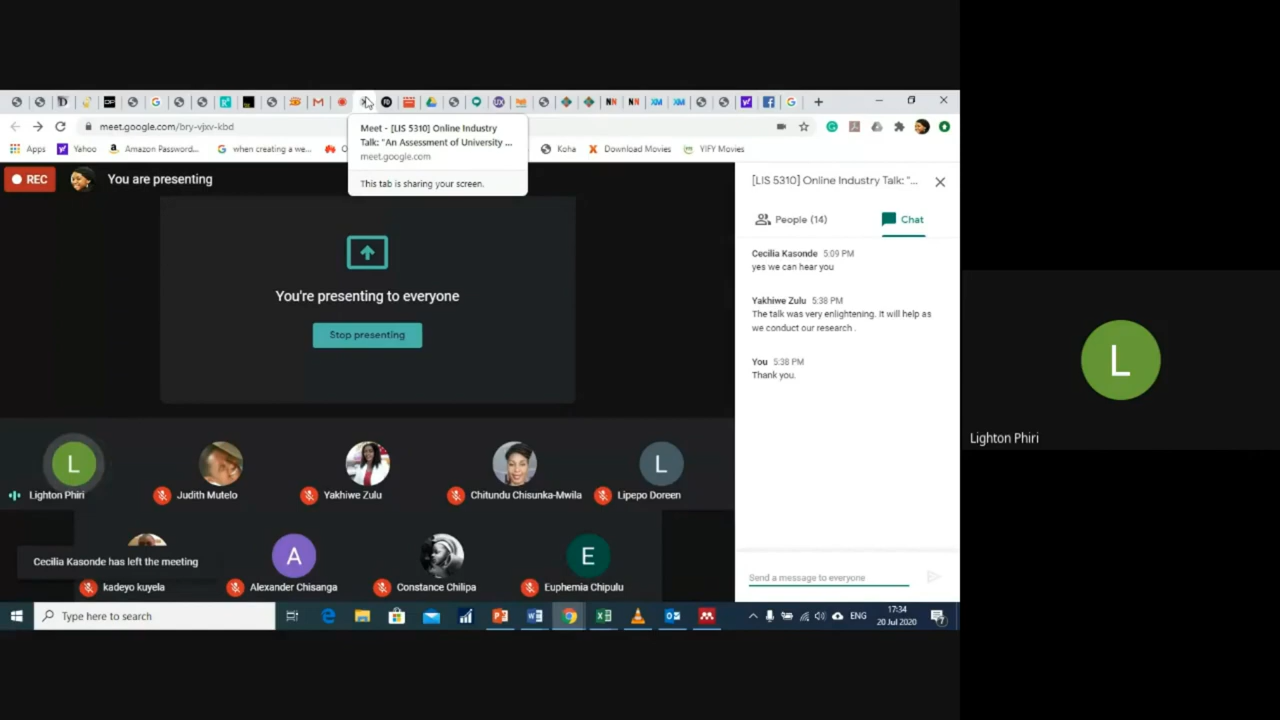 meet.google.com/bry-vjxv-kbd
Meet - [LIS 5310] Online Industry
Talk: "An Assessment of University ...
meet.google.com
This tab is sharing your screen.
Apps
Yahoo
Amazon Password...
when creating a we...
Koha
Download Movies
YIFY Movies
REC
You are presenting
You're presenting to everyone
Stop presenting
[LIS 5310] Online Industry Talk: "...
People (14)
Chat
Cecilia Kasonde 5:09 PM
yes we can hear you
Yakhiwe Zulu 5:38 PM
The talk was very enlightening. It will help as
we conduct our research .
You 5:38 PM
Thank you.
Send a message to everyone
L
L
Lighton Phiri
Judith Mutelo
Yakhiwe Zulu
Chitundu Chisunka-Mwila
Lipepo Doreen
Cecilia Kasonde has left the meeting
A
E
kadeyo kuyela
Alexander Chisanga
Constance Chilipa
Euphemia Chipulu
Type here to search
ENG
17:34
20 Jul 2020
L
Lighton Phiri